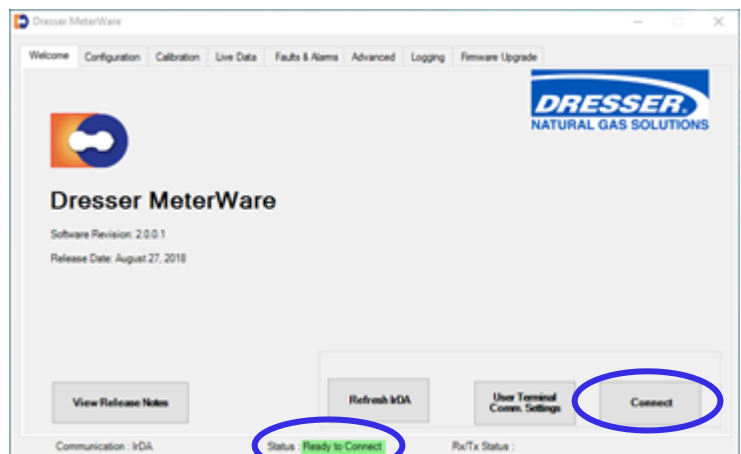 Dresser MeterWare
Welcome Configuration Calibration Live Data Faults & Alarms Advanced Logging Firmware Upgrade
DRESSER.
NATURAL GAS SOLUTIONS
Dresser MeterWare
Software Revision: 2.0.0.1
Release Date: August 27, 2018
View Release Notes
Refresh IrDA
User Terminal
Comm. Settings
Connect
Communication : IrDA Status : Ready to Connect Rx/Tx Status :